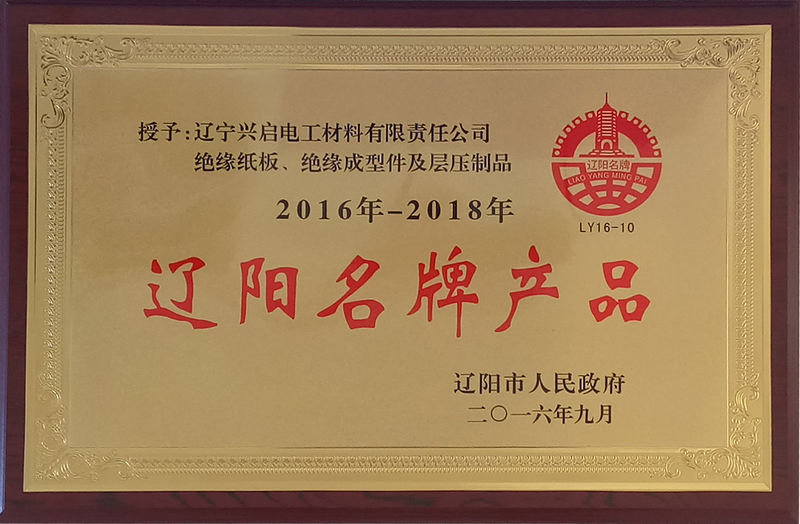 授予:辽宁兴启电工材料有限责任公司
绝缘纸板、绝缘成型件及层压制品
2016年-2018年
辽阳名牌
LIAO YANG MING PAI
LY16-10
辽阳名牌产品
辽阳市人民政府
二〇一六年九月